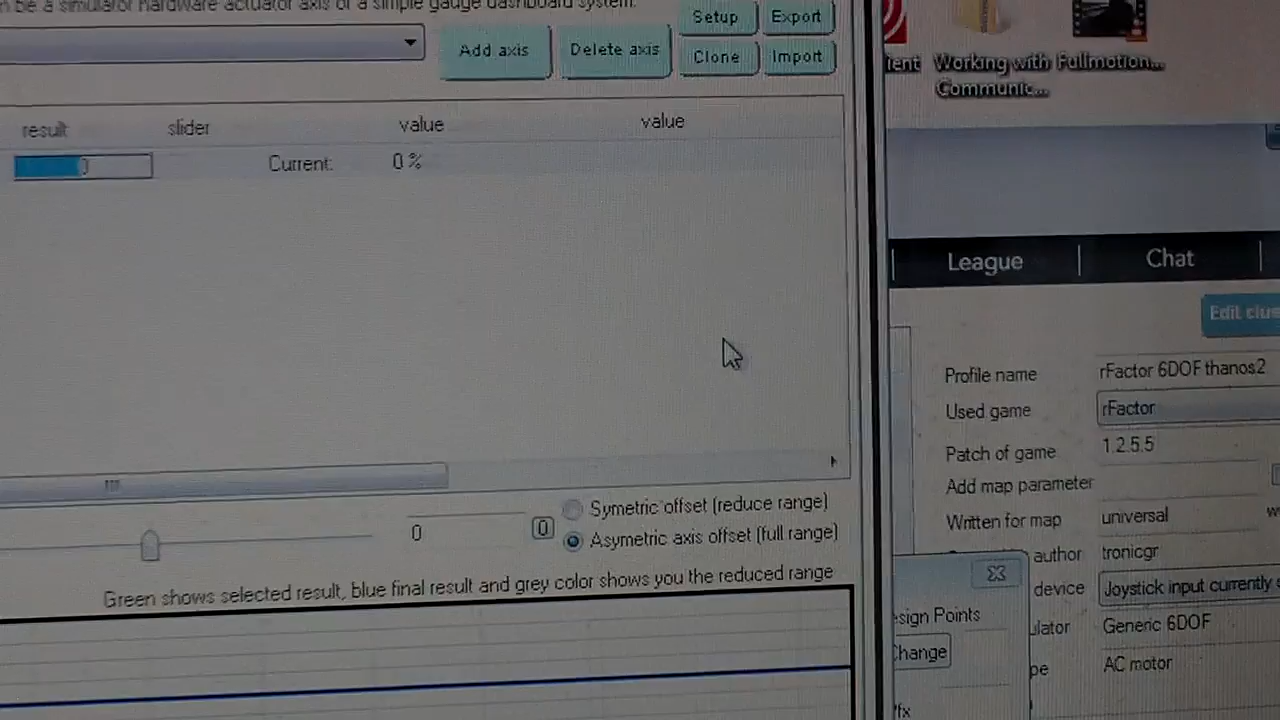 be a simulator hardware actuator axis or a simple gauge dashboard system.
Setup
Export
Add axis
Delete axis
Clone
Import
Working with Fullmotion...
Communic...
result
slider
value
value
Current:
0 %
0
League
Chat
Edit
Profile name
rFactor 6DOF thanos2
Used game
rFactor
Patch of game
1.2.5.5
Add map parameter
Written for map
universal
author
tronicgr
device
Joystick input currently
Generic 6DOF
AC motor
Symetric offset (reduce range)
0
0
Asymetric axis offset (full range)
Green shows selected result, blue final result and grey color shows you the reduced range
sign Points
Change